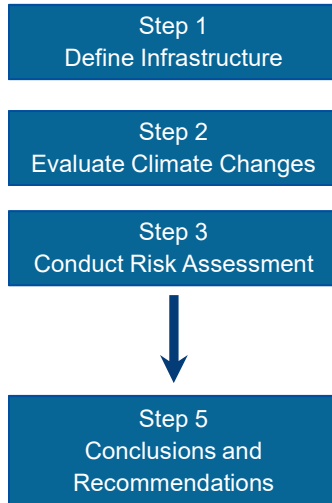 Step 1
Define Infrastructure
Step 2
Evaluate Climate Changes
Step 3
Conduct Risk Assessment
Step 5
Conclusions and
Recommendations